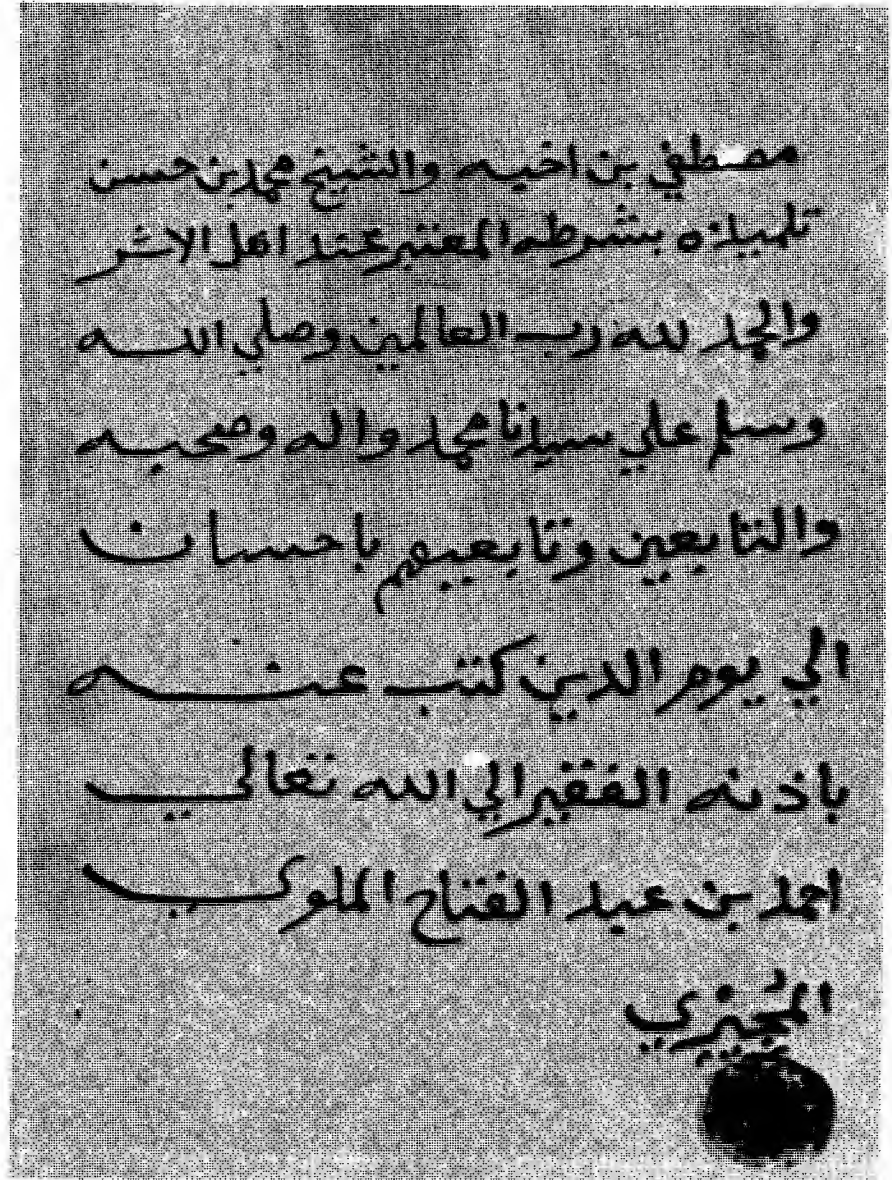 مصطفي بن اخيه والشيخ محمد بن حسن
تلميذه بشرطه المعتبر عند اهل الاثر
والحمد لله رب العالمين وصلي الله
وسلم علي سيدنا محمد واله وصحبه
والتابعين وتابعيهم باحسان
الي يوم الدين كتب عنه
باذنه الفقير الي الله تعالي
احمد بن عبد الفتاح الملوي
المُجيزي